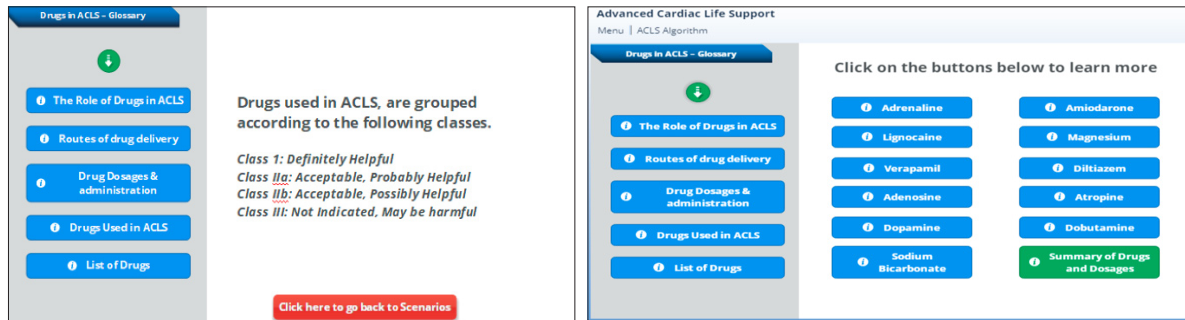 Drugs in ACLS – Glossary
The Role of Drugs in ACLS
Routes of drug delivery
Drug Dosages &
administration
Drugs Used in ACLS
List of Drugs
Drugs used in ACLS, are grouped
according to the following classes.
Class 1: Definitely Helpful
Class IIa: Acceptable, Probably Helpful
Class IIb: Acceptable, Possibly Helpful
Class III: Not Indicated, May be harmful
Click here to go back to Scenarios
Advanced Cardiac Life Support
Menu | ACLS Algorithm
Drugs in ACLS – Glossary
The Role of Drugs in ACLS
Routes of drug delivery
Drug Dosages &
administration
Drugs Used in ACLS
List of Drugs
Click on the buttons below to learn more
Adrenaline
Amiodarone
Lignocaine
Magnesium
Verapamil
Diltiazem
Adenosine
Atropine
Dopamine
Dobutamine
Sodium
Bicarbonate
Summary of Drugs
and Dosages